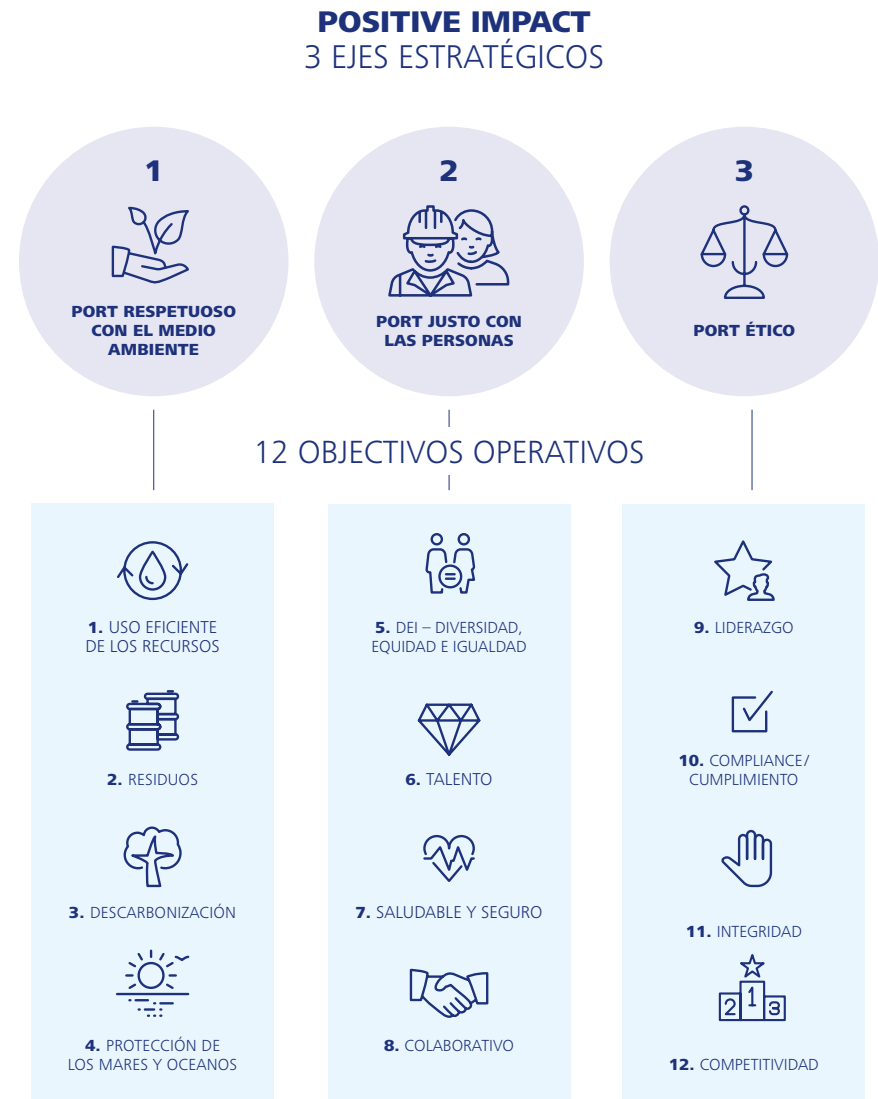 POSITIVE IMPACT
3 EJES ESTRATÉGICOS
1
PORT RESPETUOSO
CON EL MEDIO
AMBIENTE
2
PORT JUSTO CON
LAS PERSONAS
3
PORT ÉTICO
12 OBJECTIVOS OPERATIVOS
1. USO EFICIENTE
DE LOS RECURSOS
2. RESIDUOS
3. DESCARBONIZACIÓN
4. PROTECCIÓN DE
LOS MARES Y OCEANOS
5. DEI – DIVERSIDAD,
EQUIDAD E IGUALDAD
6. TALENTO
7. SALUDABLE Y SEGURO
8. COLABORATIVO
9. LIDERAZGO
10. COMPLIANCE/
CUMPLIMIENTO
11. INTEGRIDAD
2 1 3
12. COMPETITIVIDAD